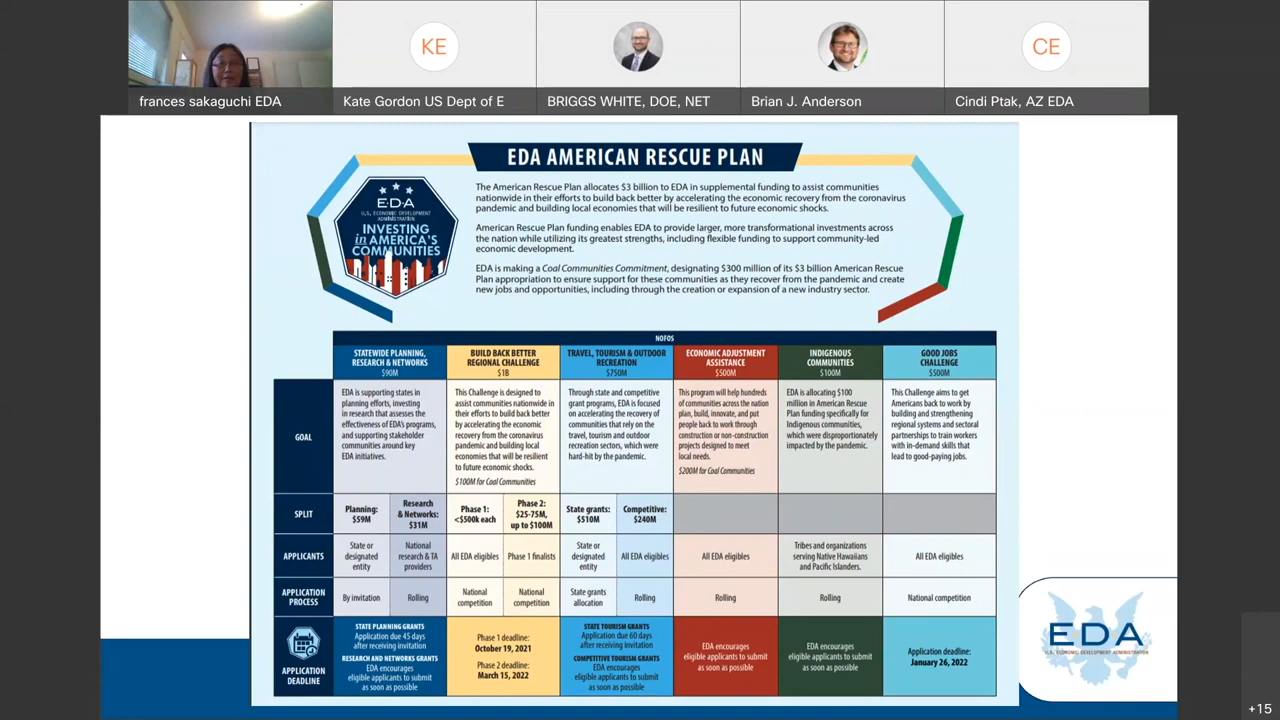 KE
CE
frances sakaguchi EDA
Kate Gordon US Dept of E
BRIGGS WHITE, DOE, NET
Brian J. Anderson
Cindi Ptak, AZ EDA
EDA AMERICAN RESCUE PLAN
EDA
U.S. ECONOMIC DEVELOPMENT
ADMINISTRATION
INVESTING
in AMERICA'S
COMMUNITIES
The American Rescue Plan allocates $3 billion to EDA in supplemental funding to assist communities
nationwide in their efforts to build back better by accelerating the economic recovery from the coronavirus
pandemic and building local economies that will be resilient to future economic shocks.
American Rescue Plan funding enables EDA to provide larger, more transformational investments across
the nation while utilizing its greatest strengths, including flexible funding to support community-led
economic development.
EDA is making a Coal Communities Commitment, designating $300 million of its $3 billion American Rescue
Plan appropriation to ensure support for these communities as they recover from the pandemic and create
new jobs and opportunities, including through the creation or expansion of a new industry sector.
NOFOS
STATEWIDE PLANNING,
RESEARCH & NETWORKS
$90M
BUILD BACK BETTER
REGIONAL CHALLENGE
$1B
TRAVEL, TOURISM & OUTDOOR
RECREATION
$750M
ECONOMIC ADJUSTMENT
ASSISTANCE
$500M
INDIGENOUS
COMMUNITIES
$100M
GOOD JOBS
CHALLENGE
$500M
GOAL
EDA is supporting states in
planning efforts, investing
in research that assesses the
effectiveness of EDA's programs,
and supporting stakeholder
communities around key
EDA initiatives.
This Challenge is designed to
assist communities nationwide in
their efforts to build back better
by accelerating the economic
recovery from the coronavirus
pandemic and building local
economies that will be resilient
to future economic shocks.
$100M for Coal Communities
Through state and competitive
grant programs, EDA is focused
on accelerating the recovery of
communities that rely on the
travel, tourism and outdoor
recreation sectors, which were
hard-hit by the pandemic.
This program will help hundreds
of communities across the nation
plan, build, innovate, and put
people back to work through
construction or non-construction
projects designed to meet
local needs.
$200M for Coal Communities
EDA is allocating $100
million in American Rescue
Plan funding specifically for
Indigenous communities,
which were disproportionately
impacted by the pandemic.
This Challenge aims to get
Americans back to work by
building and strengthening
regional systems and sectoral
partnerships to train workers
with in-demand skills that
lead to good-paying jobs.
SPLIT
Planning:
$59M
Research
& Networks:
$31M
Phase 1:
<$500k each
Phase 2:
$25-75M,
up to $100M
State grants:
$510M
Competitive:
$240M
APPLICANTS
State or
designated
entity
National
research & TA
providers
All EDA eligibles
Phase 1 finalists
State or
designated
entity
All EDA eligibles
All EDA eligibles
Tribes and organizations
serving Native Hawaiians
and Pacific Islanders.
All EDA eligibles
APPLICATION
PROCESS
By invitation
Rolling
National
competition
National
competition
State grants
allocation
Rolling
Rolling
Rolling
National competition
APPLICATION
DEADLINE
STATE PLANNING GRANTS
Application due 45 days
after receiving invitation
RESEARCH AND NETWORKS GRANTS
EDA encourages
eligible applicants to submit
as soon as possible
Phase 1 deadline:
October 19, 2021
Phase 2 deadline:
March 15, 2022
STATE TOURISM GRANTS
Application due 60 days
after receiving invitation
COMPETITIVE TOURISM GRANTS
EDA encourages
eligible applicants to submit
as soon as possible
EDA encourages
eligible applicants to submit
as soon as possible
EDA encourages
eligible applicants to submit
as soon as possible
Application deadline:
January 26, 2022
EDA
U.S. ECONOMIC DEVELOPMENT ADMINISTRATION
+15